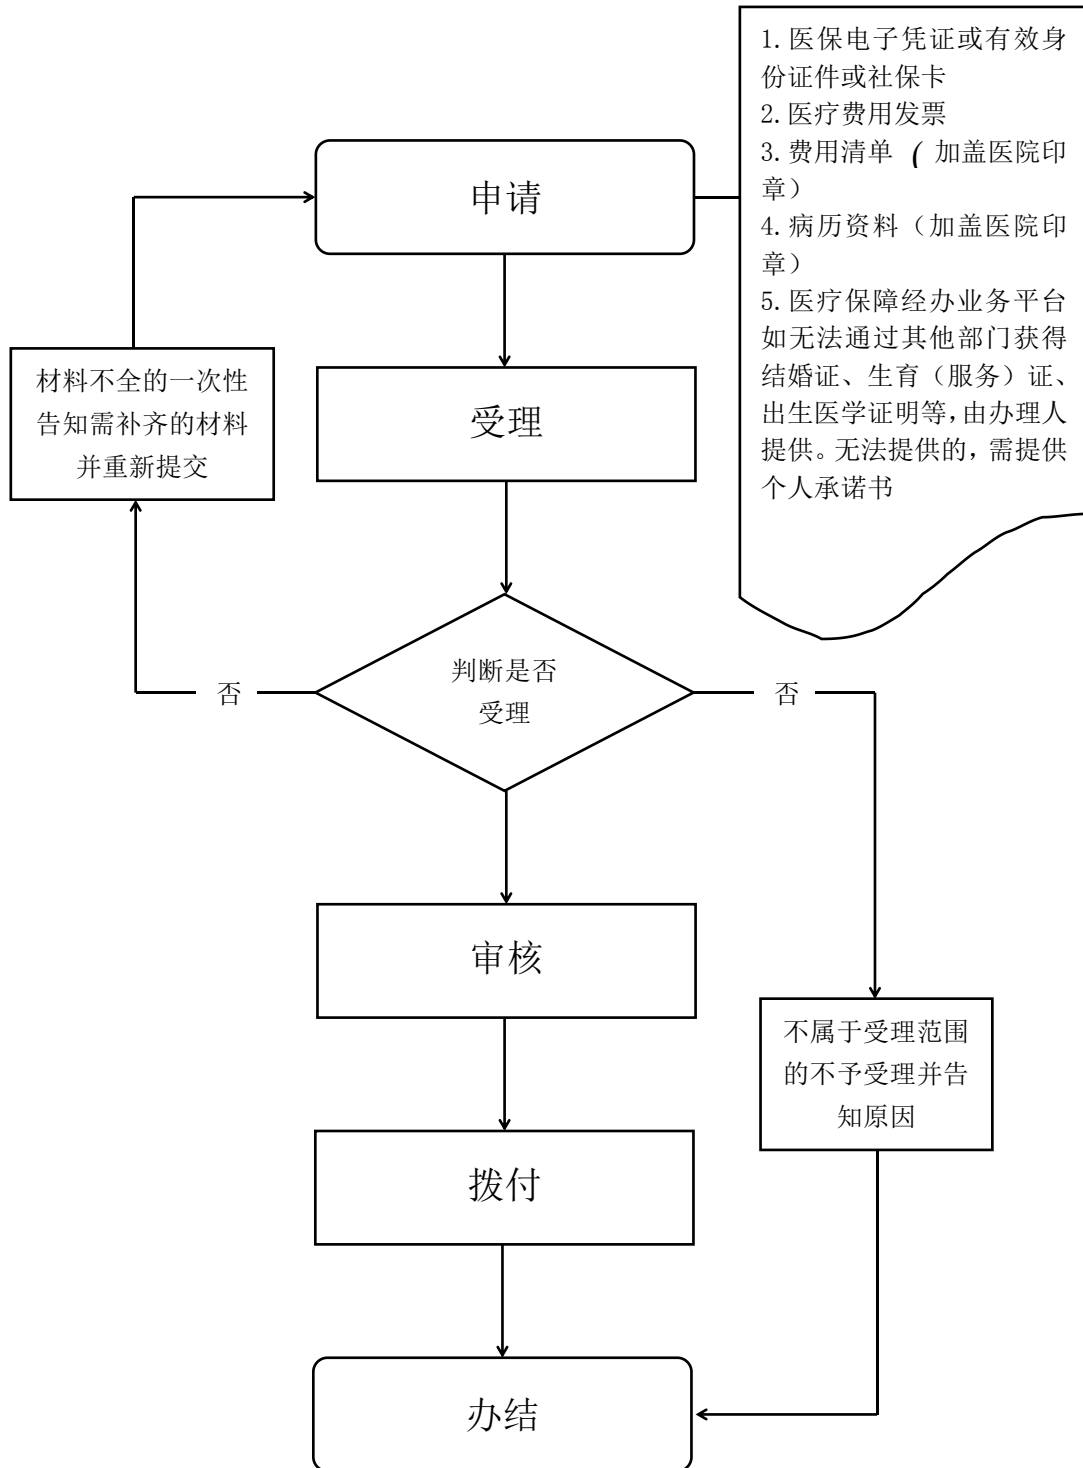 1.医保电子凭证或有效身
份证件或社保卡
2.医疗费用发票
3.费用清单（加盖医院印
章）
4.病历资料（加盖医院印
章）
5.医疗保障经办业务平台
如无法通过其他部门获得
结婚证、生育（服务）证、
出生医学证明等，由办理人
提供。无法提供的，需提供
个人承诺书
申请
材料不全的一次性
告知需补齐的材料
并重新提交
受理
判断是否
受理
否
否
审核
不属于受理范围
的不予受理并告
知原因
拨付
办结